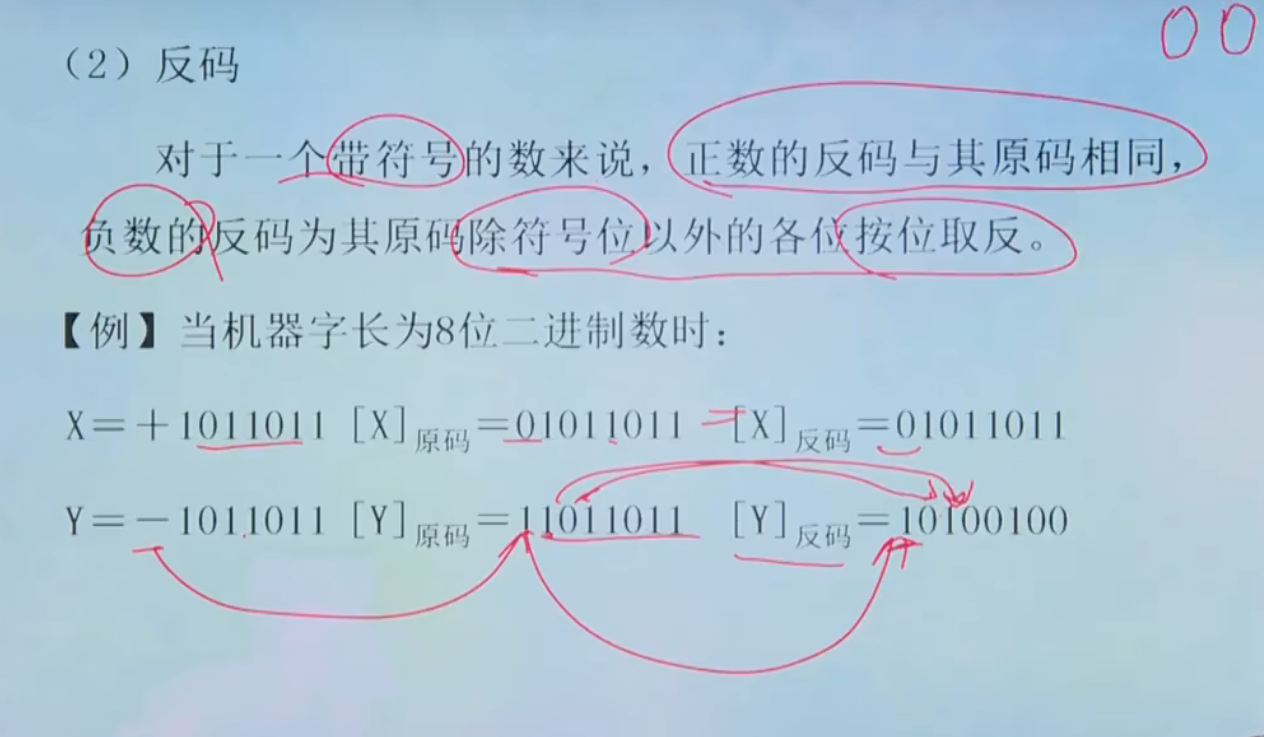 00
（2）反码
对于一个带符号的数来说，正数的反码与其原码相同，
负数的反码为其原码除符号位以外的各位按位取反。
【例】当机器字长为8位二进制数时：
X＝＋1011011 [X]原码＝01011011 [X]反码＝01011011
Y＝－1011011 [Y]原码＝11011011 [Y]反码＝10100100